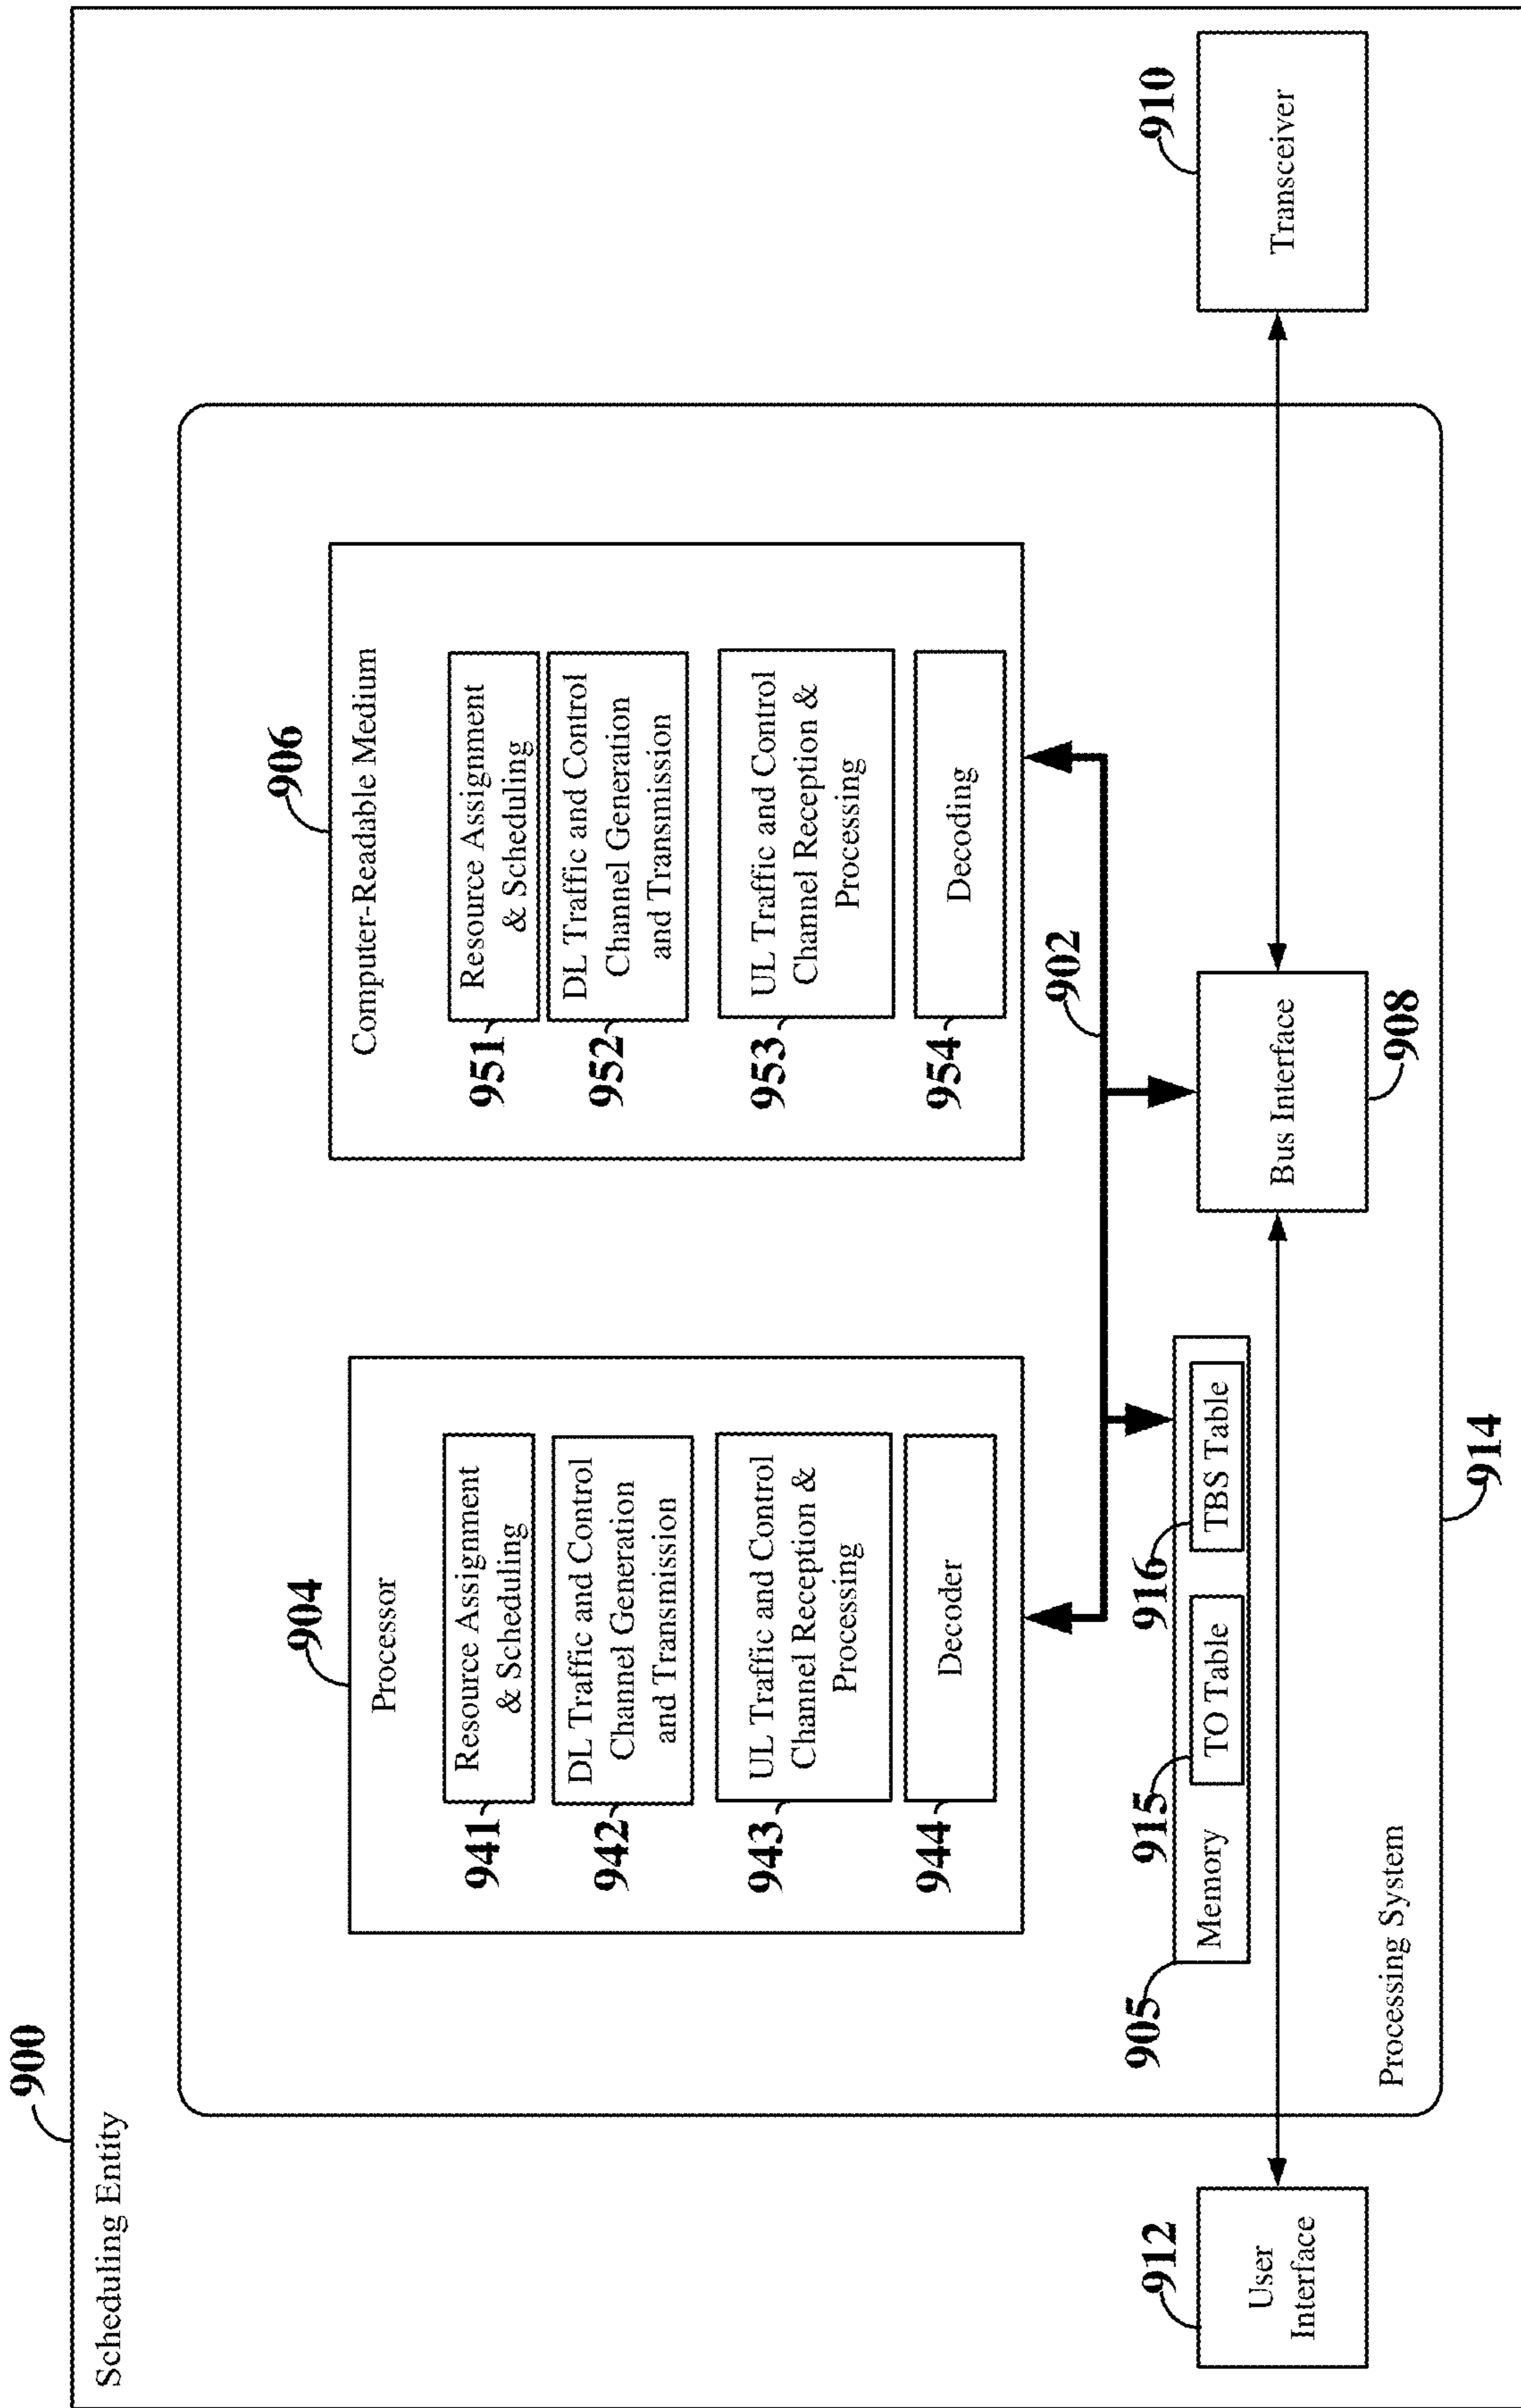 900
Scheduling Entity
904
Processor
941
Resource Assignment
& Scheduling
942
DL Traffic and Control
Channel Generation
and Transmission
943
UL Traffic and Control
Channel Reception &
Processing
944
Decoder
906
Computer-Readable Medium
951
Resource Assignment
& Scheduling
952
DL Traffic and Control
Channel Generation
and Transmission
953
UL Traffic and Control
Channel Reception &
Processing
954
Decoding
902
905
Memory
915
TO Table
916
TBS Table
912
User
Interface
Bus Interface
908
910
Transceiver
Processing System
914